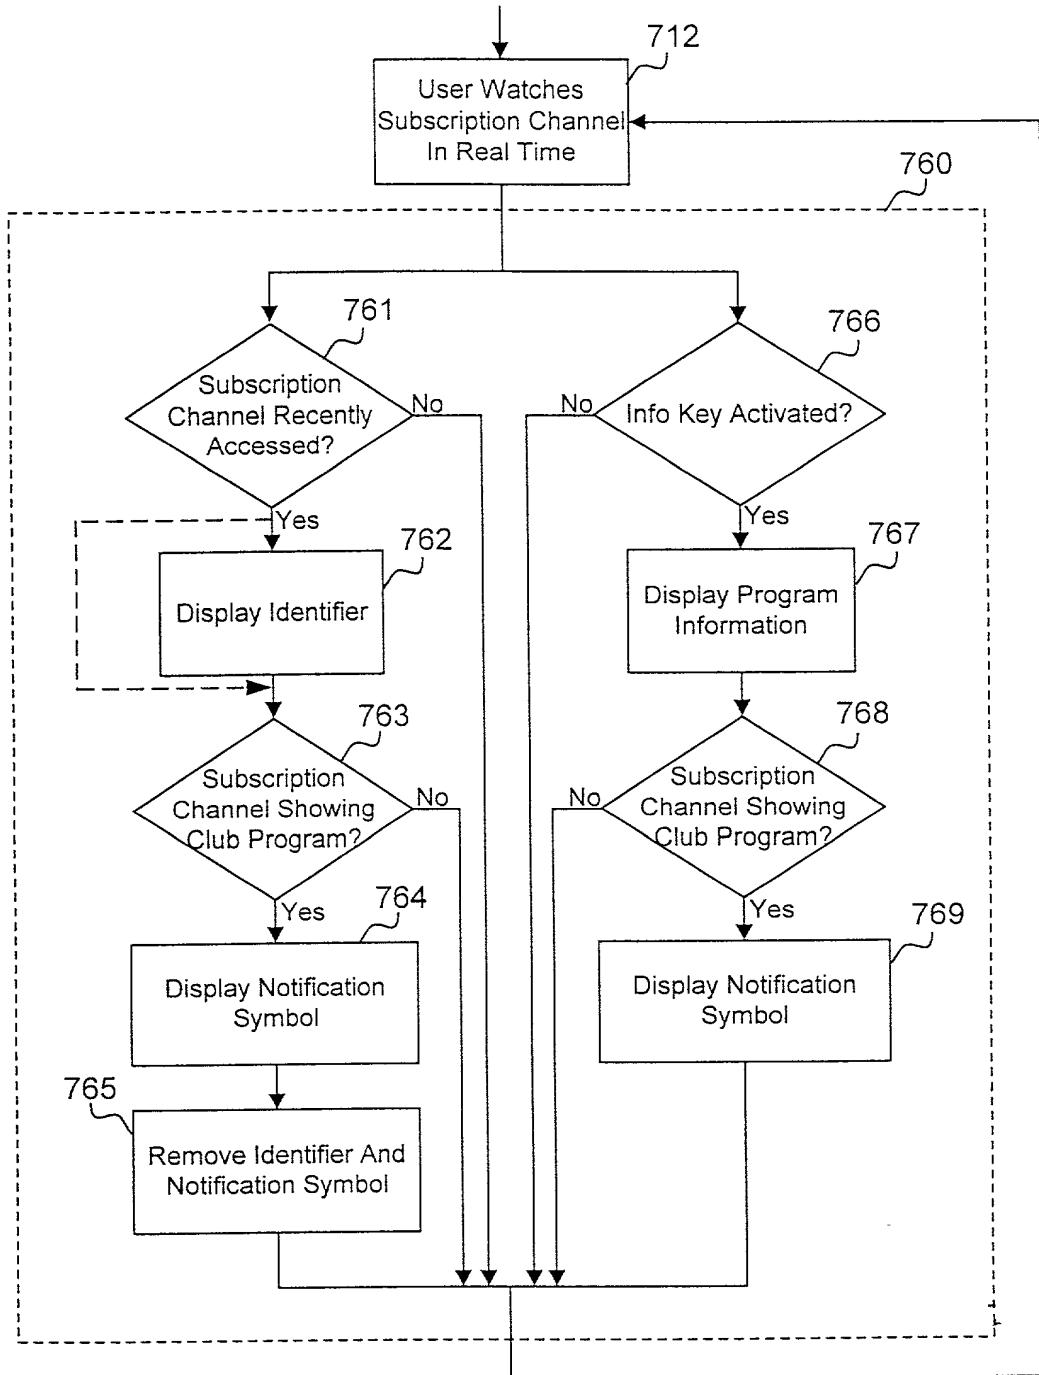 712
User Watches
Subscription Channel
In Real Time
760
761
Subscription
Channel Recently
Accessed?
No
Yes
766
Info Key Activated?
No
Yes
762
Display Identifier
767
Display Program
Information
763
Subscription
Channel Showing
Club Program?
No
Yes
768
Subscription
Channel Showing
Club Program?
No
Yes
764
Display Notification
Symbol
769
Display Notification
Symbol
765
Remove Identifier And
Notification Symbol